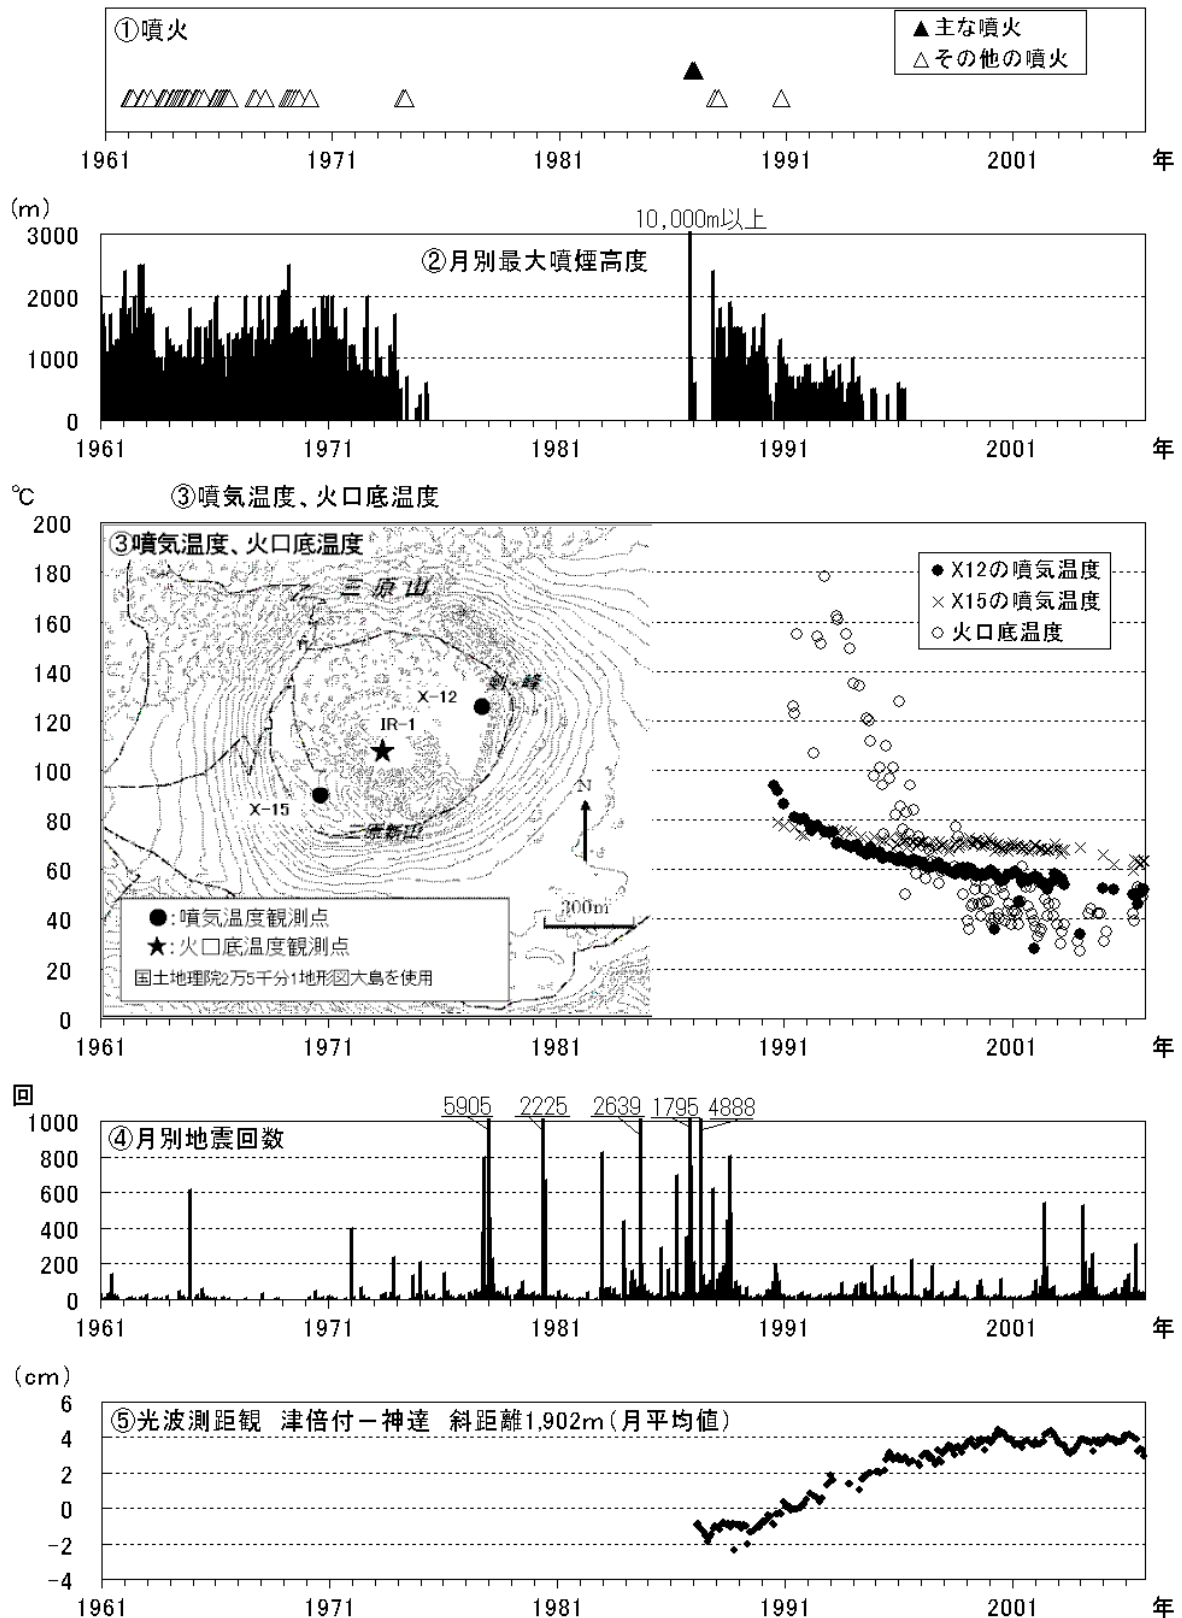 ①噴火
▲主な噴火
△その他の噴火
1961 1971 1981 1991 2001 年
(m)
10,000m以上
3000
②月別最大噴煙高度
2000
1000
0
1961 1971 1981 1991 2001 年
℃ ③噴気温度、火口底温度
200
③噴気温度、火口底温度
180
●X12の噴気温度
三原山
×X15の噴気温度
160
○火口底温度
140
剣ヶ峰
X-12
120
IR-1
100
N
X-15
80
三原新山
60
300m
●:噴気温度観測点
40
★:火口底温度観測点
20
国土地理院2万5千分1地形図大島を使用
0
1961 1971 1981 1991 2001 年
回
5905 2225 2639 1795 4888
1000
④月別地震回数
800
600
400
200
0
1961 1971 1981 1991 2001 年
(cm)
6
⑤光波測距観 津倍付－神達 斜距離1,902m(月平均値)
4
2
0
-2
-4
1961 1971 1981 1991 2001 年